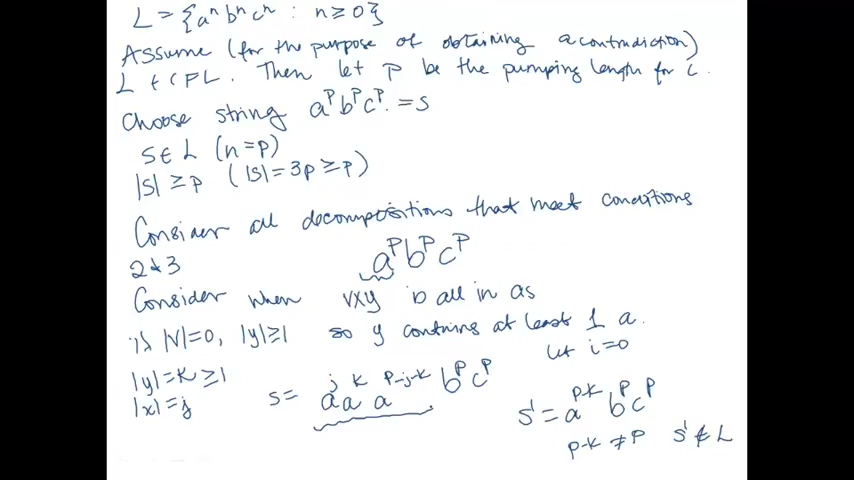 L = {aⁿbⁿcⁿ : n≥0}
Assume (for the purpose of obtaining a contradiction)
L ∈ CFL. Then let P be the pumping length for L.
Choose string aᴾbᴾcᴾ = s
s∈L (n=p)
|s| ≥ p (|s| = 3p ≥ p)
Consider all decompositions that meet conditions
2 & 3 aᴾbᴾcᴾ
Consider when vxy is all in as
if |v|=0, |y|≥1 so y contains at least 1 a.
let i=0
|y|=k≥1
|x|=j
s = aʲ aᵏ aᵖ⁻ʲ⁻ᵏ bᴾcᴾ
s' = aᵖ⁻ᵏ bᴾcᴾ
p-k ≠ p s' ∉ L